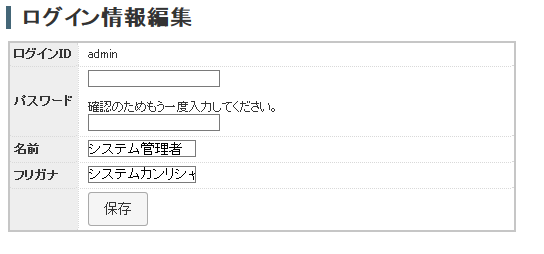 ログイン情報編集
ログインID admin
パスワード
確認のためもう一度入力してください。
名前 システム管理者
フリガナ システムカンリシャ
保存